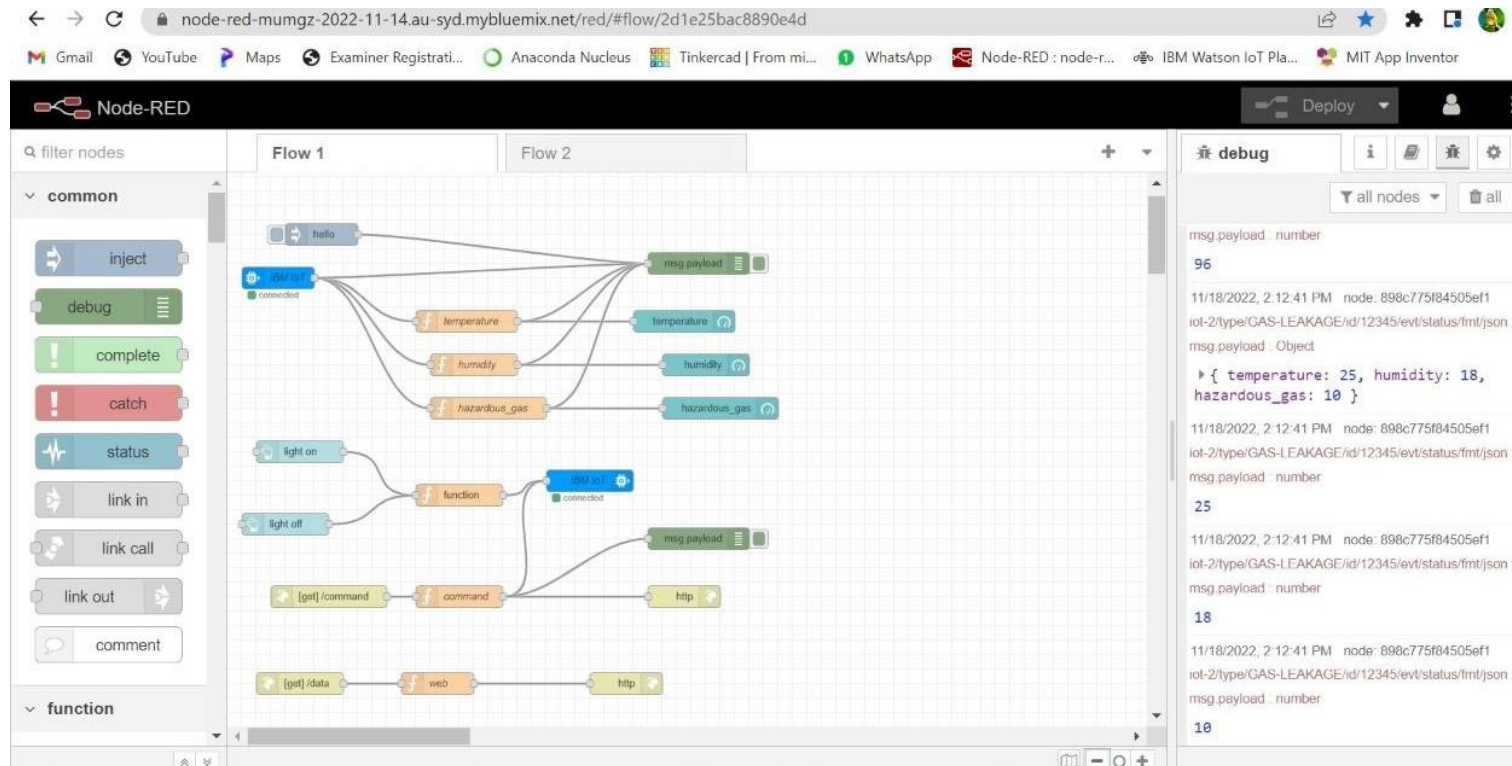 node-red-mumgz-2022-11-14.au-syd.mybluemix.net/red/#flow/2d1e25bac8890e4d
Gmail YouTube Maps Examiner Registrati... Anaconda Nucleus Tinkercad | From mi... WhatsApp Node-RED : node-r... IBM Watson IoT Pla... MIT App Inventor
Node-RED
Deploy
filter nodes
common
inject
debug
complete
catch
status
link in
link call
link out
comment
function
Flow 1 Flow 2
hello
msg.payload
IBM IoT
connected
temperature temperature
humidity humidity
hazardous_gas hazardous_gas
light on
IBM IoT
function
connected
light off
msg.payload
[get] /command command http
[get] /data web http
debug
all nodes all
msg.payload : number
96
11/18/2022, 2:12:41 PM node: 898c775f84505ef1
iot-2/type/GAS-LEAKAGE/id/12345/evt/status/fmt/json
msg.payload : Object
{ temperature: 25, humidity: 18,
hazardous_gas: 10 }
11/18/2022, 2:12:41 PM node: 898c775f84505ef1
iot-2/type/GAS-LEAKAGE/id/12345/evt/status/fmt/json
msg.payload : number
25
11/18/2022, 2:12:41 PM node: 898c775f84505ef1
iot-2/type/GAS-LEAKAGE/id/12345/evt/status/fmt/json
msg.payload : number
18
11/18/2022, 2:12:41 PM node: 898c775f84505ef1
iot-2/type/GAS-LEAKAGE/id/12345/evt/status/fmt/json
msg.payload : number
10